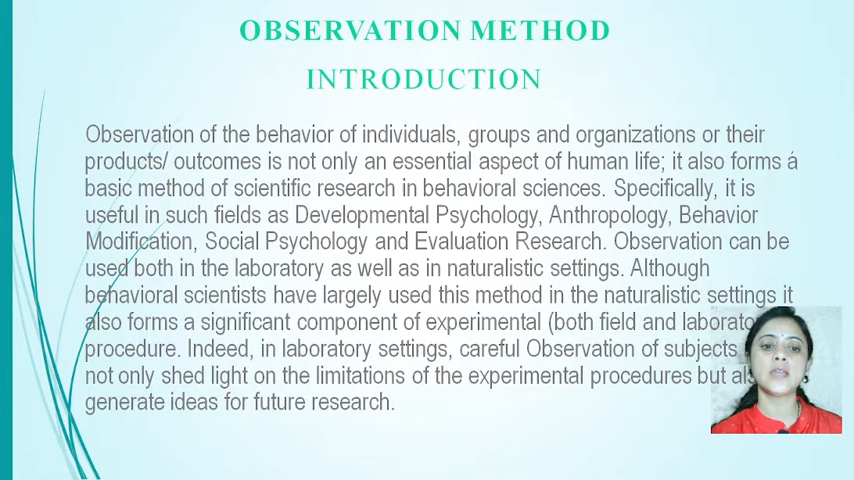 OBSERVATION METHOD
INTRODUCTION
Observation of the behavior of individuals, groups and organizations or their
products/ outcomes is not only an essential aspect of human life; it also forms á
basic method of scientific research in behavioral sciences. Specifically, it is
useful in such fields as Developmental Psychology, Anthropology, Behavior
Modification, Social Psychology and Evaluation Research. Observation can be
used both in the laboratory as well as in naturalistic settings. Although
behavioral scientists have largely used this method in the naturalistic settings it
also forms a significant component of experimental (both field and
procedure. Indeed, in laboratory settings, careful Observation of subjects
not only shed light on the limitations of the experimental procedures but
generate ideas for future research.